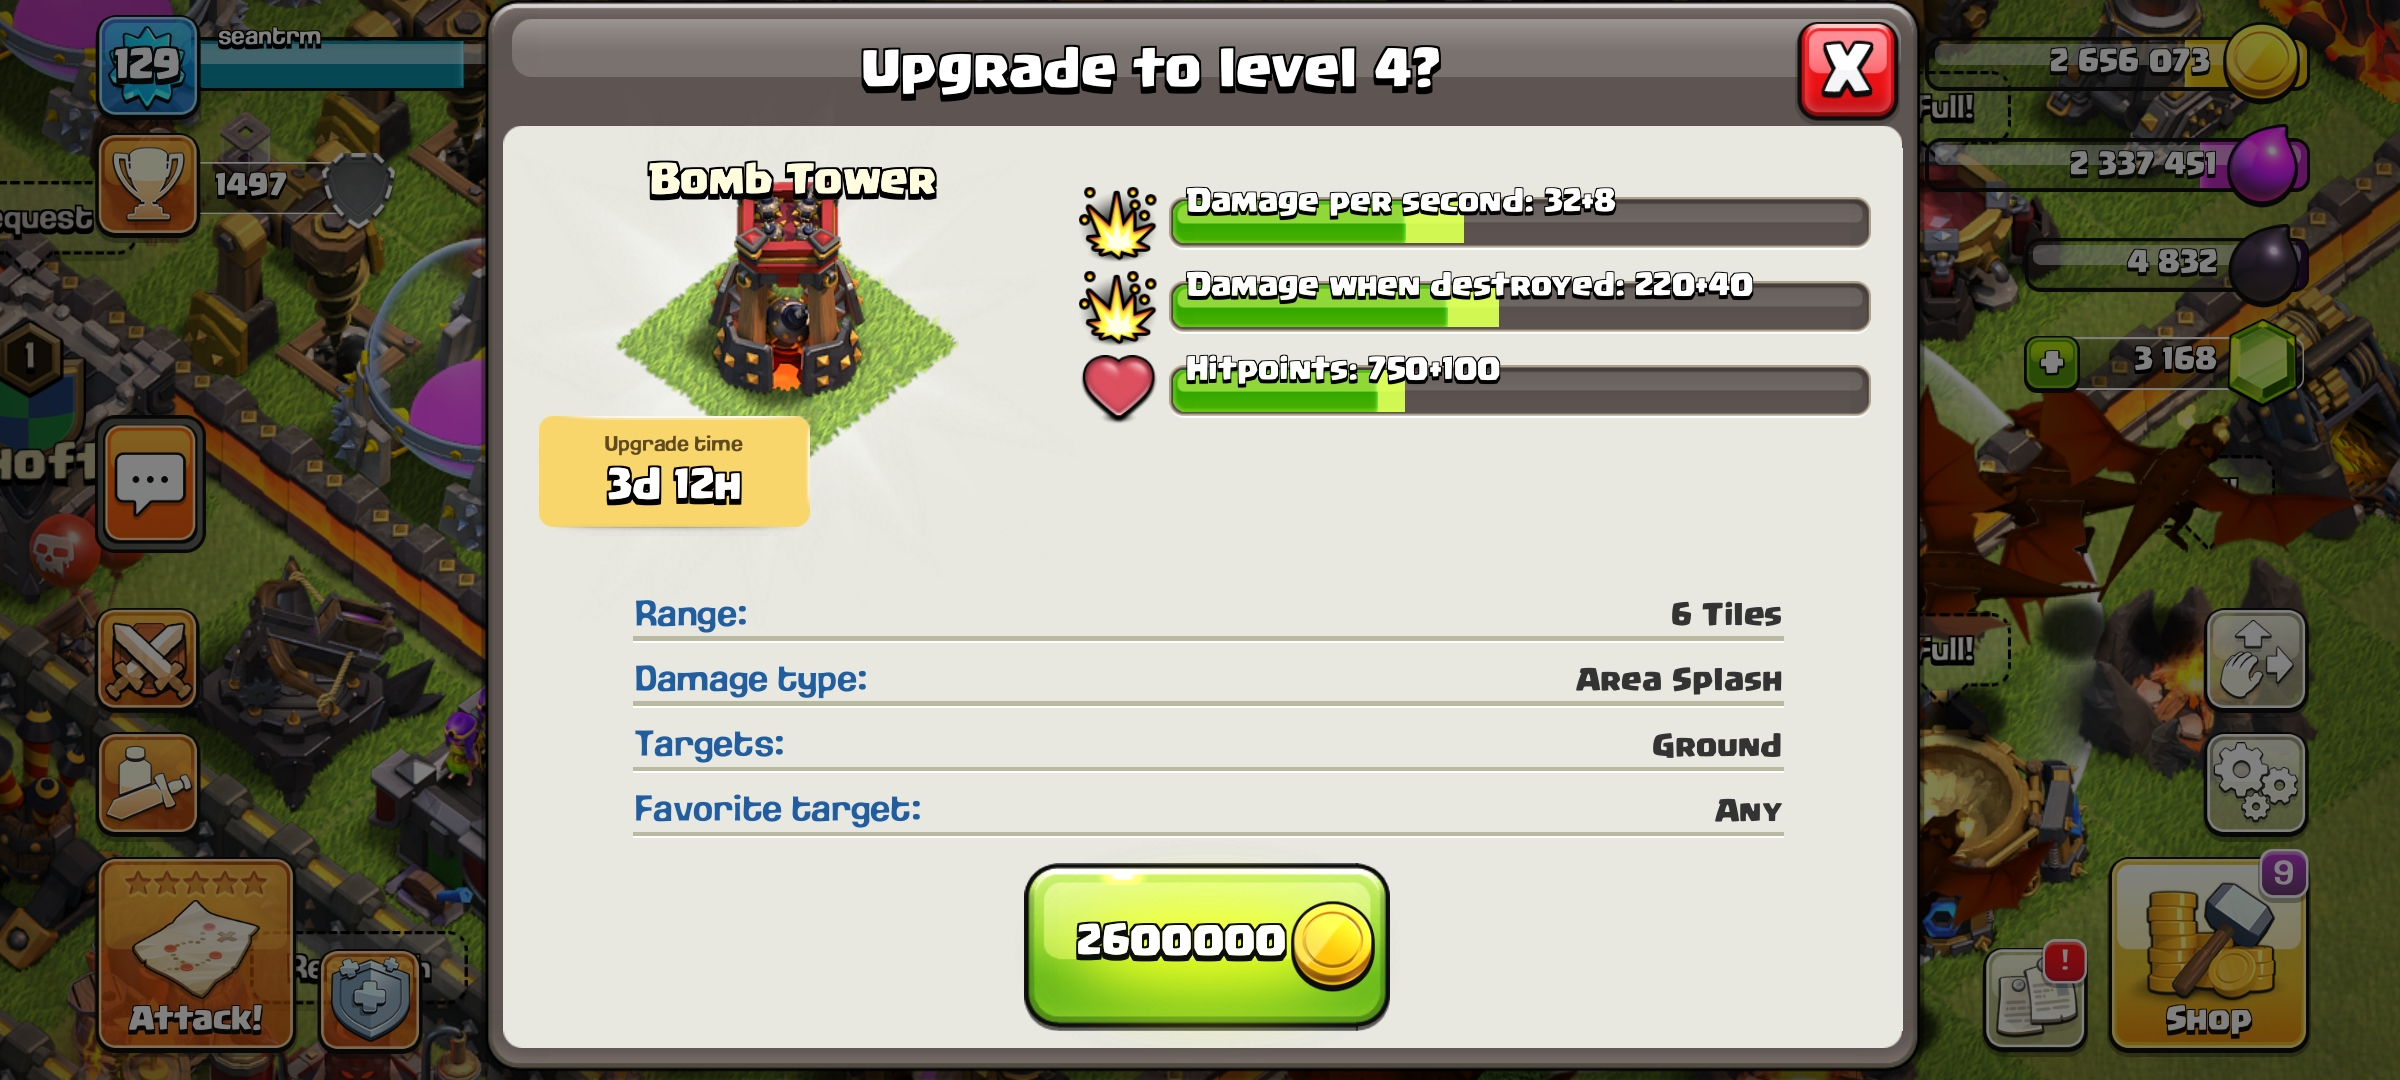 Upgrade to level 4?
X
129
seantrm
1497
equest
1
Bomb Tower
Upgrade time
3d 12h
Damage per second: 32+8
Damage when destroyed: 220+40
Hitpoints: 750+100
Range: 6 Tiles
Damage type: Area Splash
Targets: Ground
Favorite target: Any
2600000
2 656 073
Full!
2 337 451
4 832
3 168
Full!
Attack!
9
!
Shop